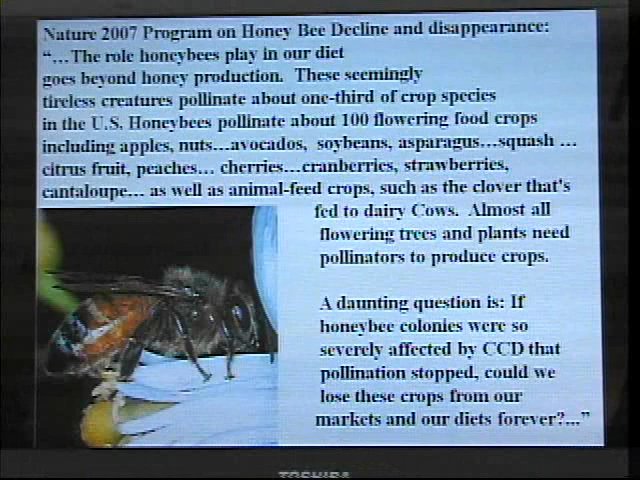 Nature 2007 Program on Honey Bee Decline and disappearance:
“…The role honeybees play in our diet
goes beyond honey production.  These seemingly
tireless creatures pollinate about one-third of crop species
in the U.S. Honeybees pollinate about 100 flowering food crops
including apples, nuts…avocados,  soybeans, asparagus…squash …
citrus fruit, peaches… cherries…cranberries, strawberries,
cantaloupe… as well as animal-feed crops, such as the clover that's
fed to dairy Cows.  Almost all
flowering trees and plants need
pollinators to produce crops.
A daunting question is: If
honeybee colonies were so
severely affected by CCD that
pollination stopped, could we
lose these crops from our
markets and our diets forever?...”
TOSHIBA